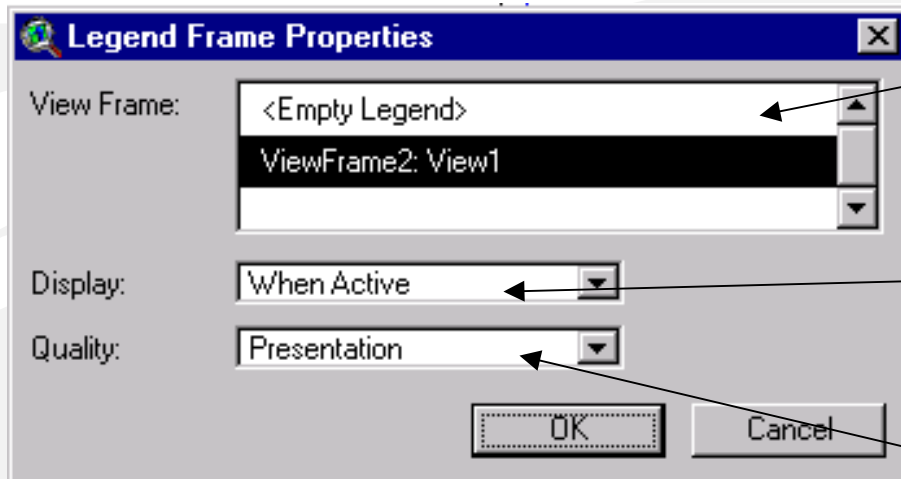 Legend Frame Properties
View Frame:
<Empty Legend>
ViewFrame2: View1
Display:
When Active
Quality:
Presentation
OK
Cancel